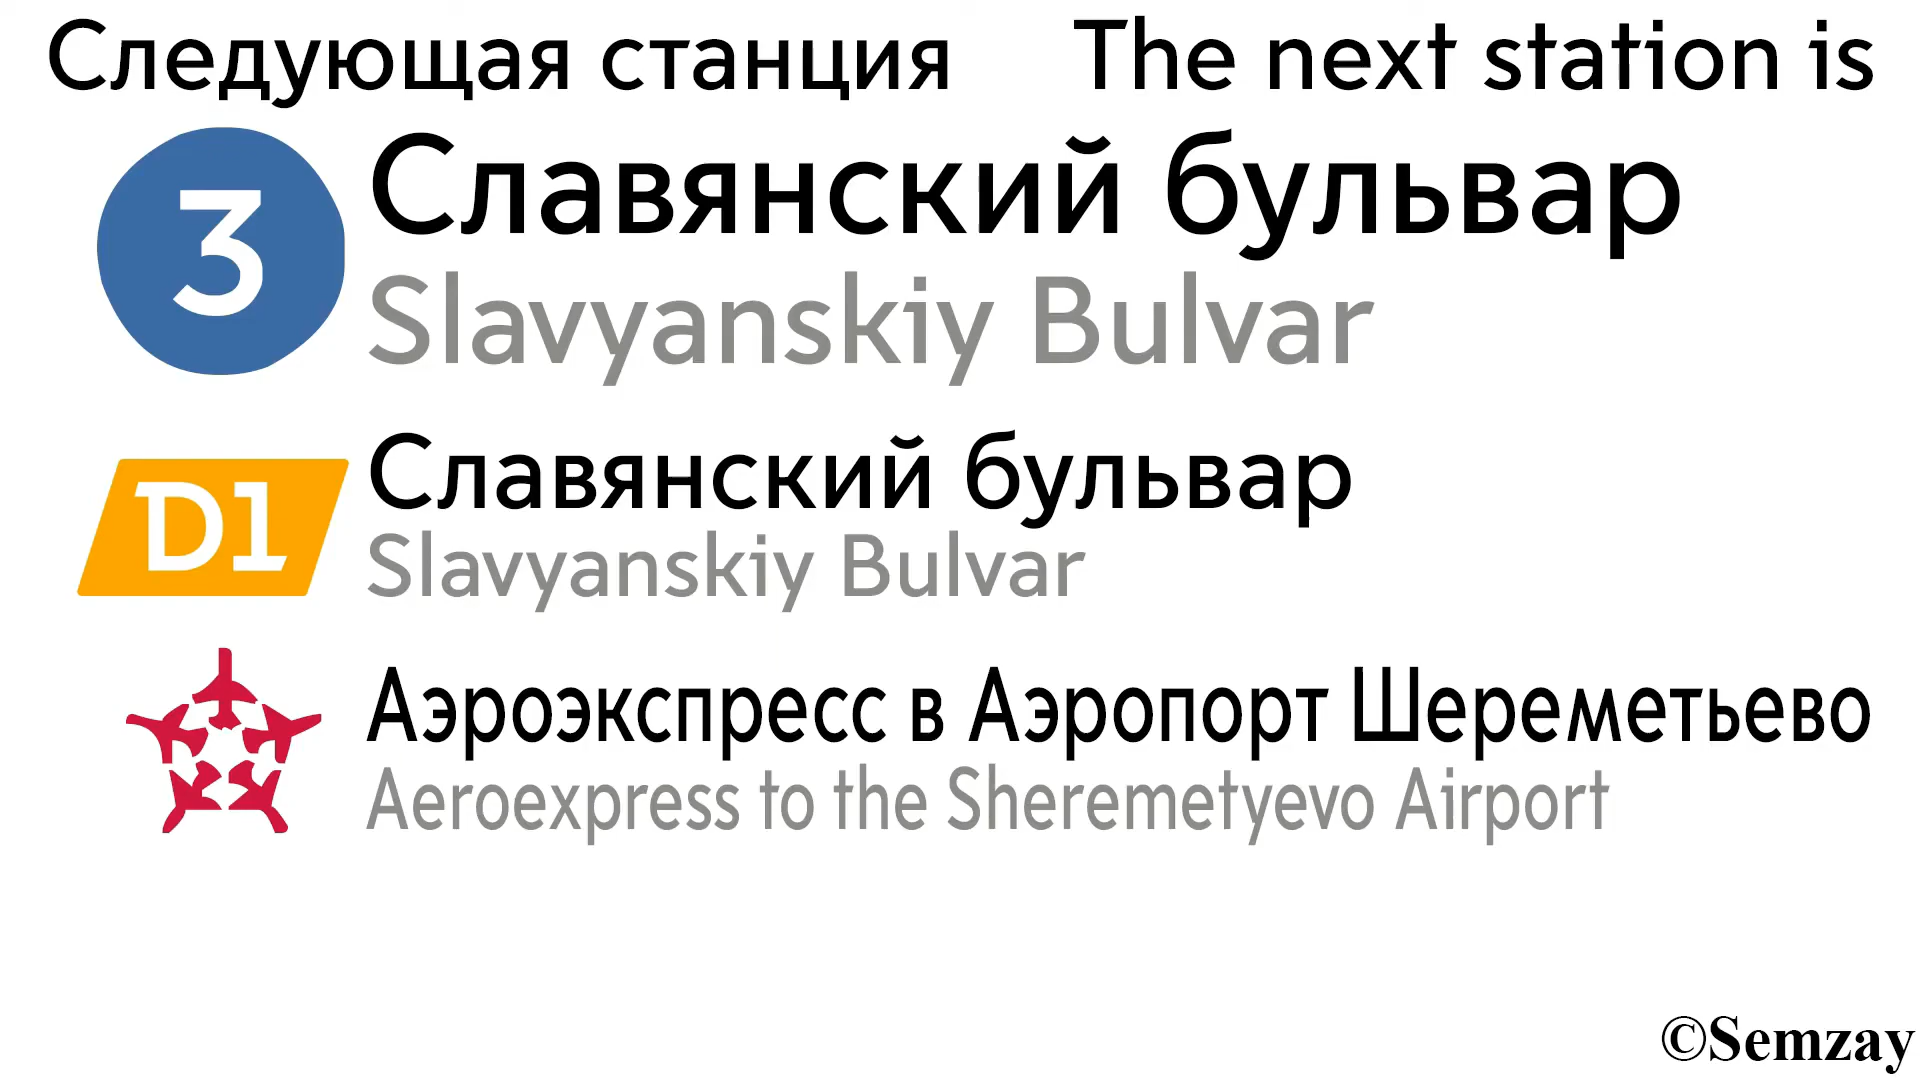 Следующая станция The next station is
3 Славянский бульвар
Slavyanskiy Bulvar
D1 Славянский бульвар
Slavyanskiy Bulvar
Аэроэкспресс в Аэропорт Шереметьево
Aeroexpress to the Sheremetyevo Airport
©Semzay